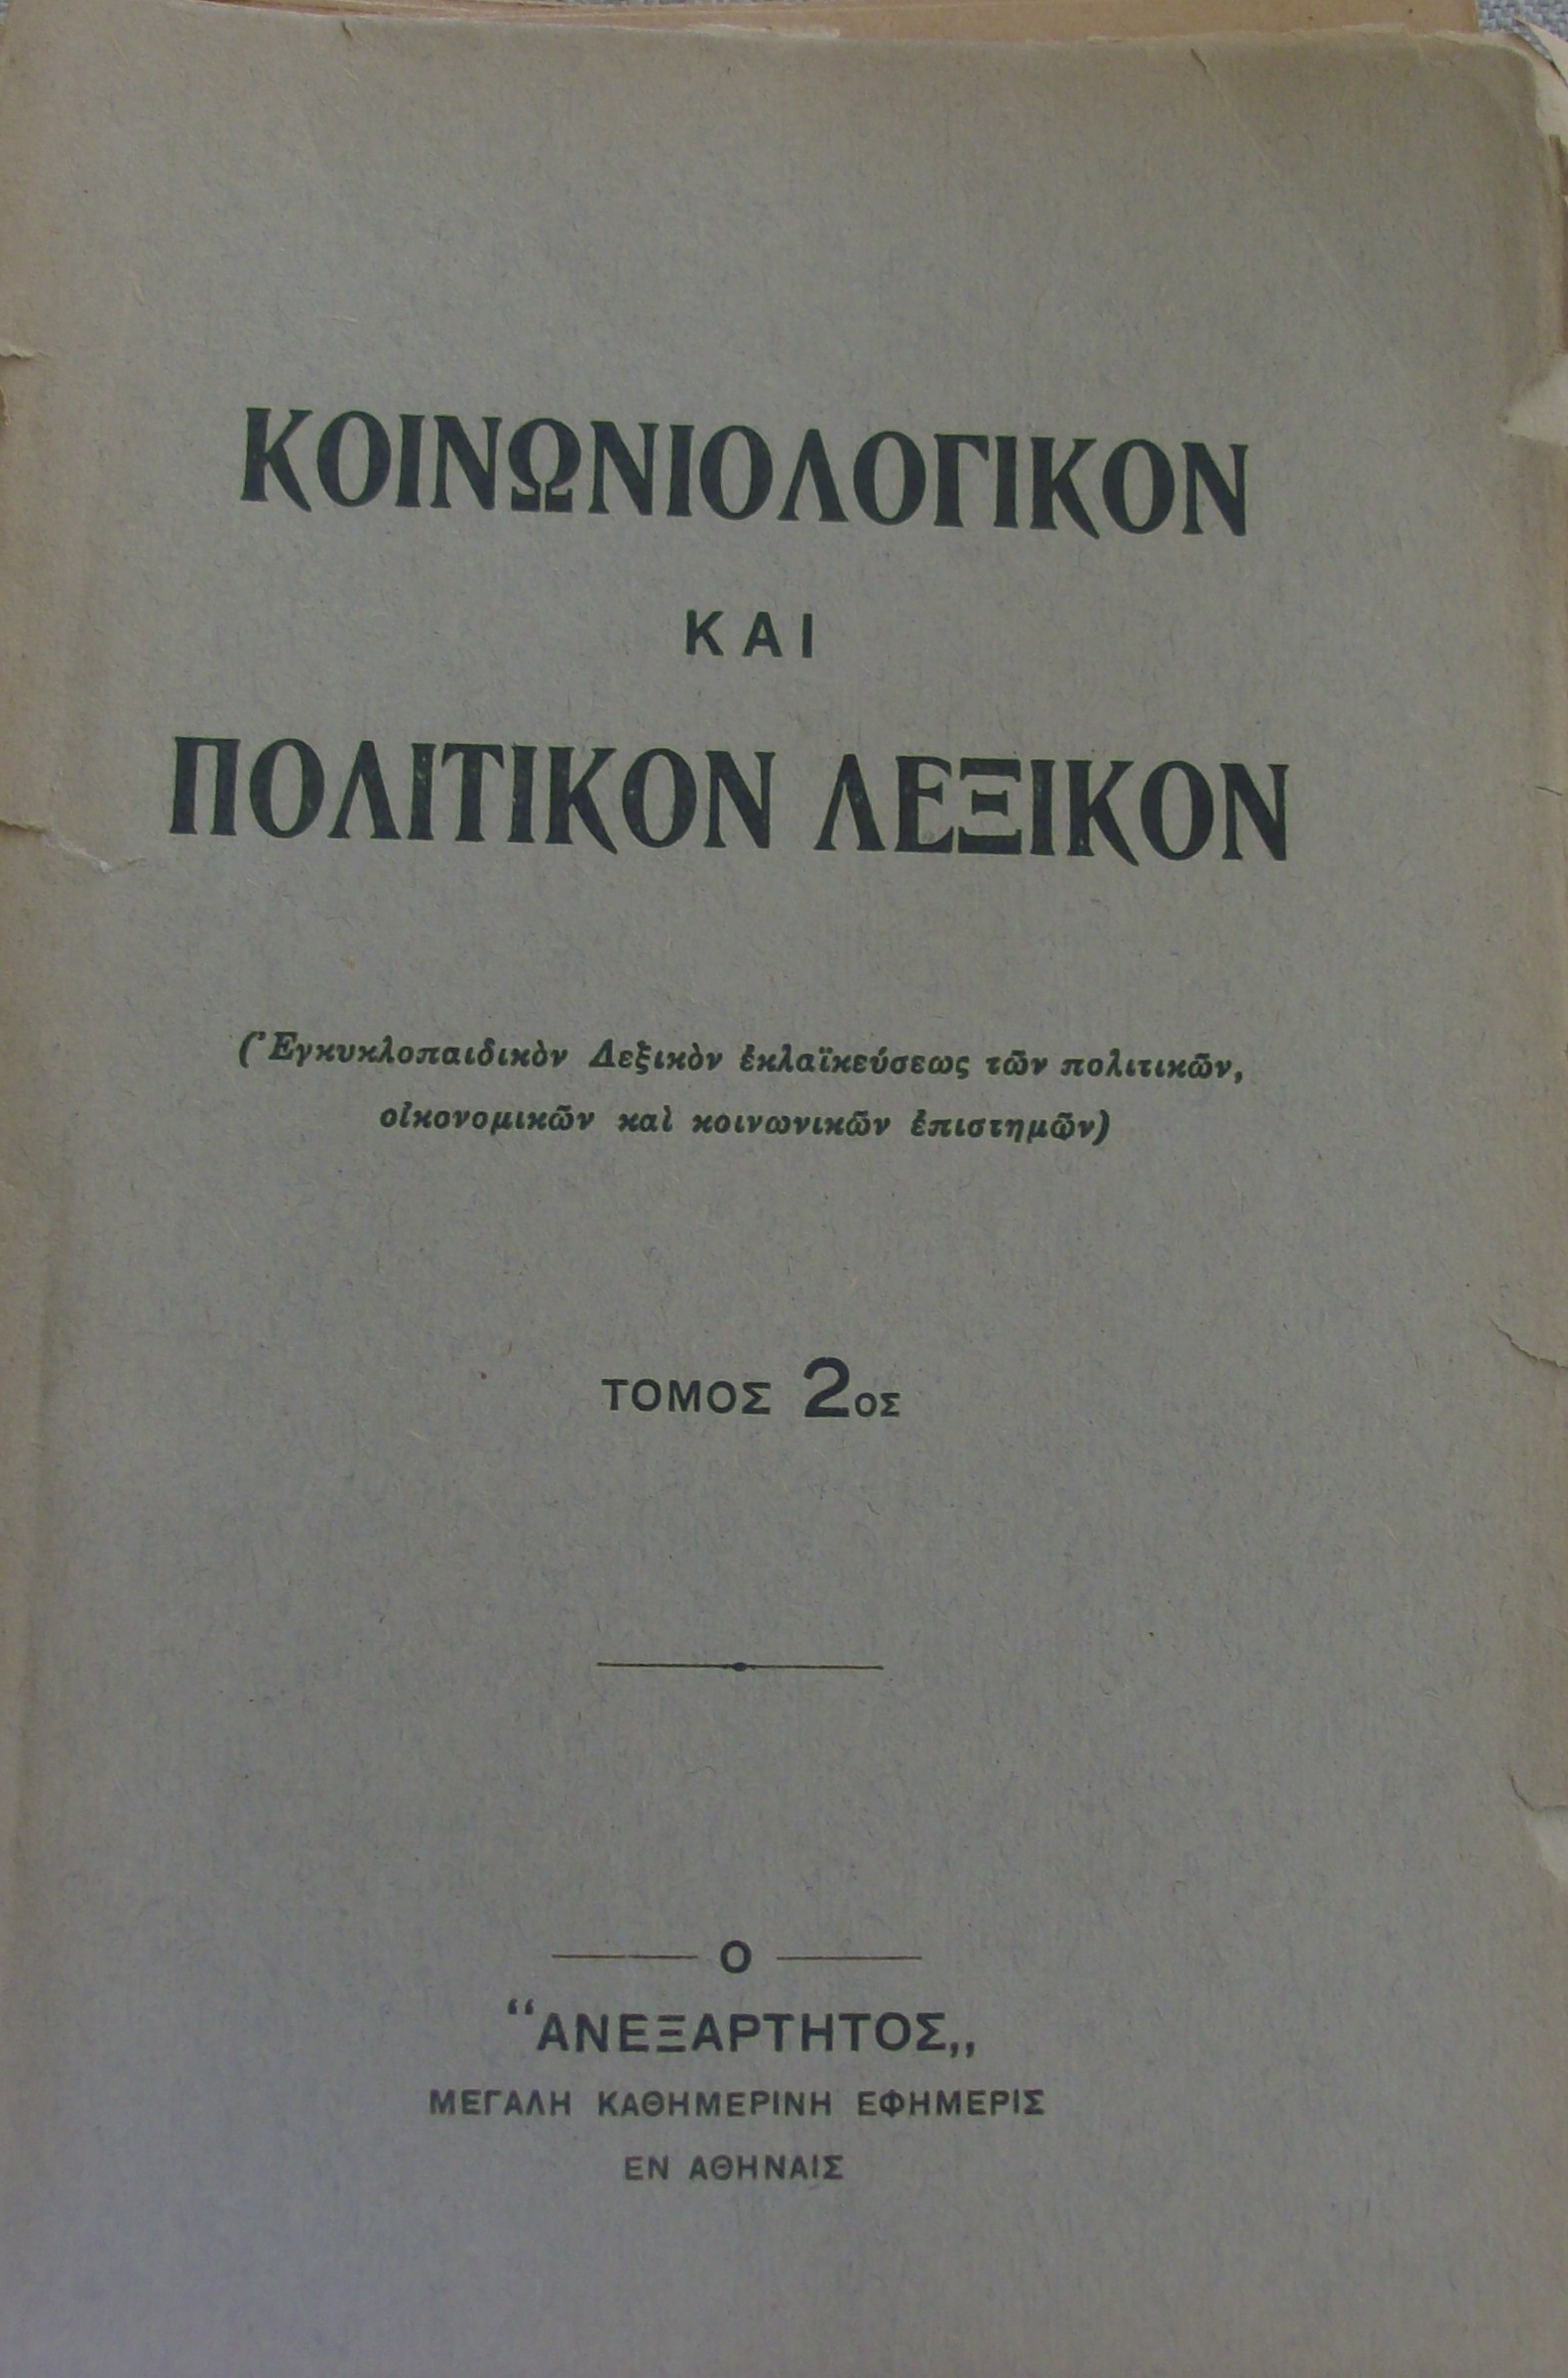 ΚΟΙΝΩΝΙΟΛΟΓΙΚΟΝ
ΚΑΙ
ΠΟΛΙΤΙΚΟΝ ΛΕΞΙΚΟΝ
(Ἐγκυκλοπαιδικὸν Λεξικὸν ἐκλαϊκεύσεως τῶν πολιτικῶν,
οἰκονομικῶν καὶ κοινωνικῶν ἐπιστημῶν)
ΤΟΜΟΣ 2ΟΣ
Ο
“ΑΝΕΞΑΡΤΗΤΟΣ„
ΜΕΓΑΛΗ ΚΑΘΗΜΕΡΙΝΗ ΕΦΗΜΕΡΙΣ
ΕΝ ΑΘΗΝΑΙΣ